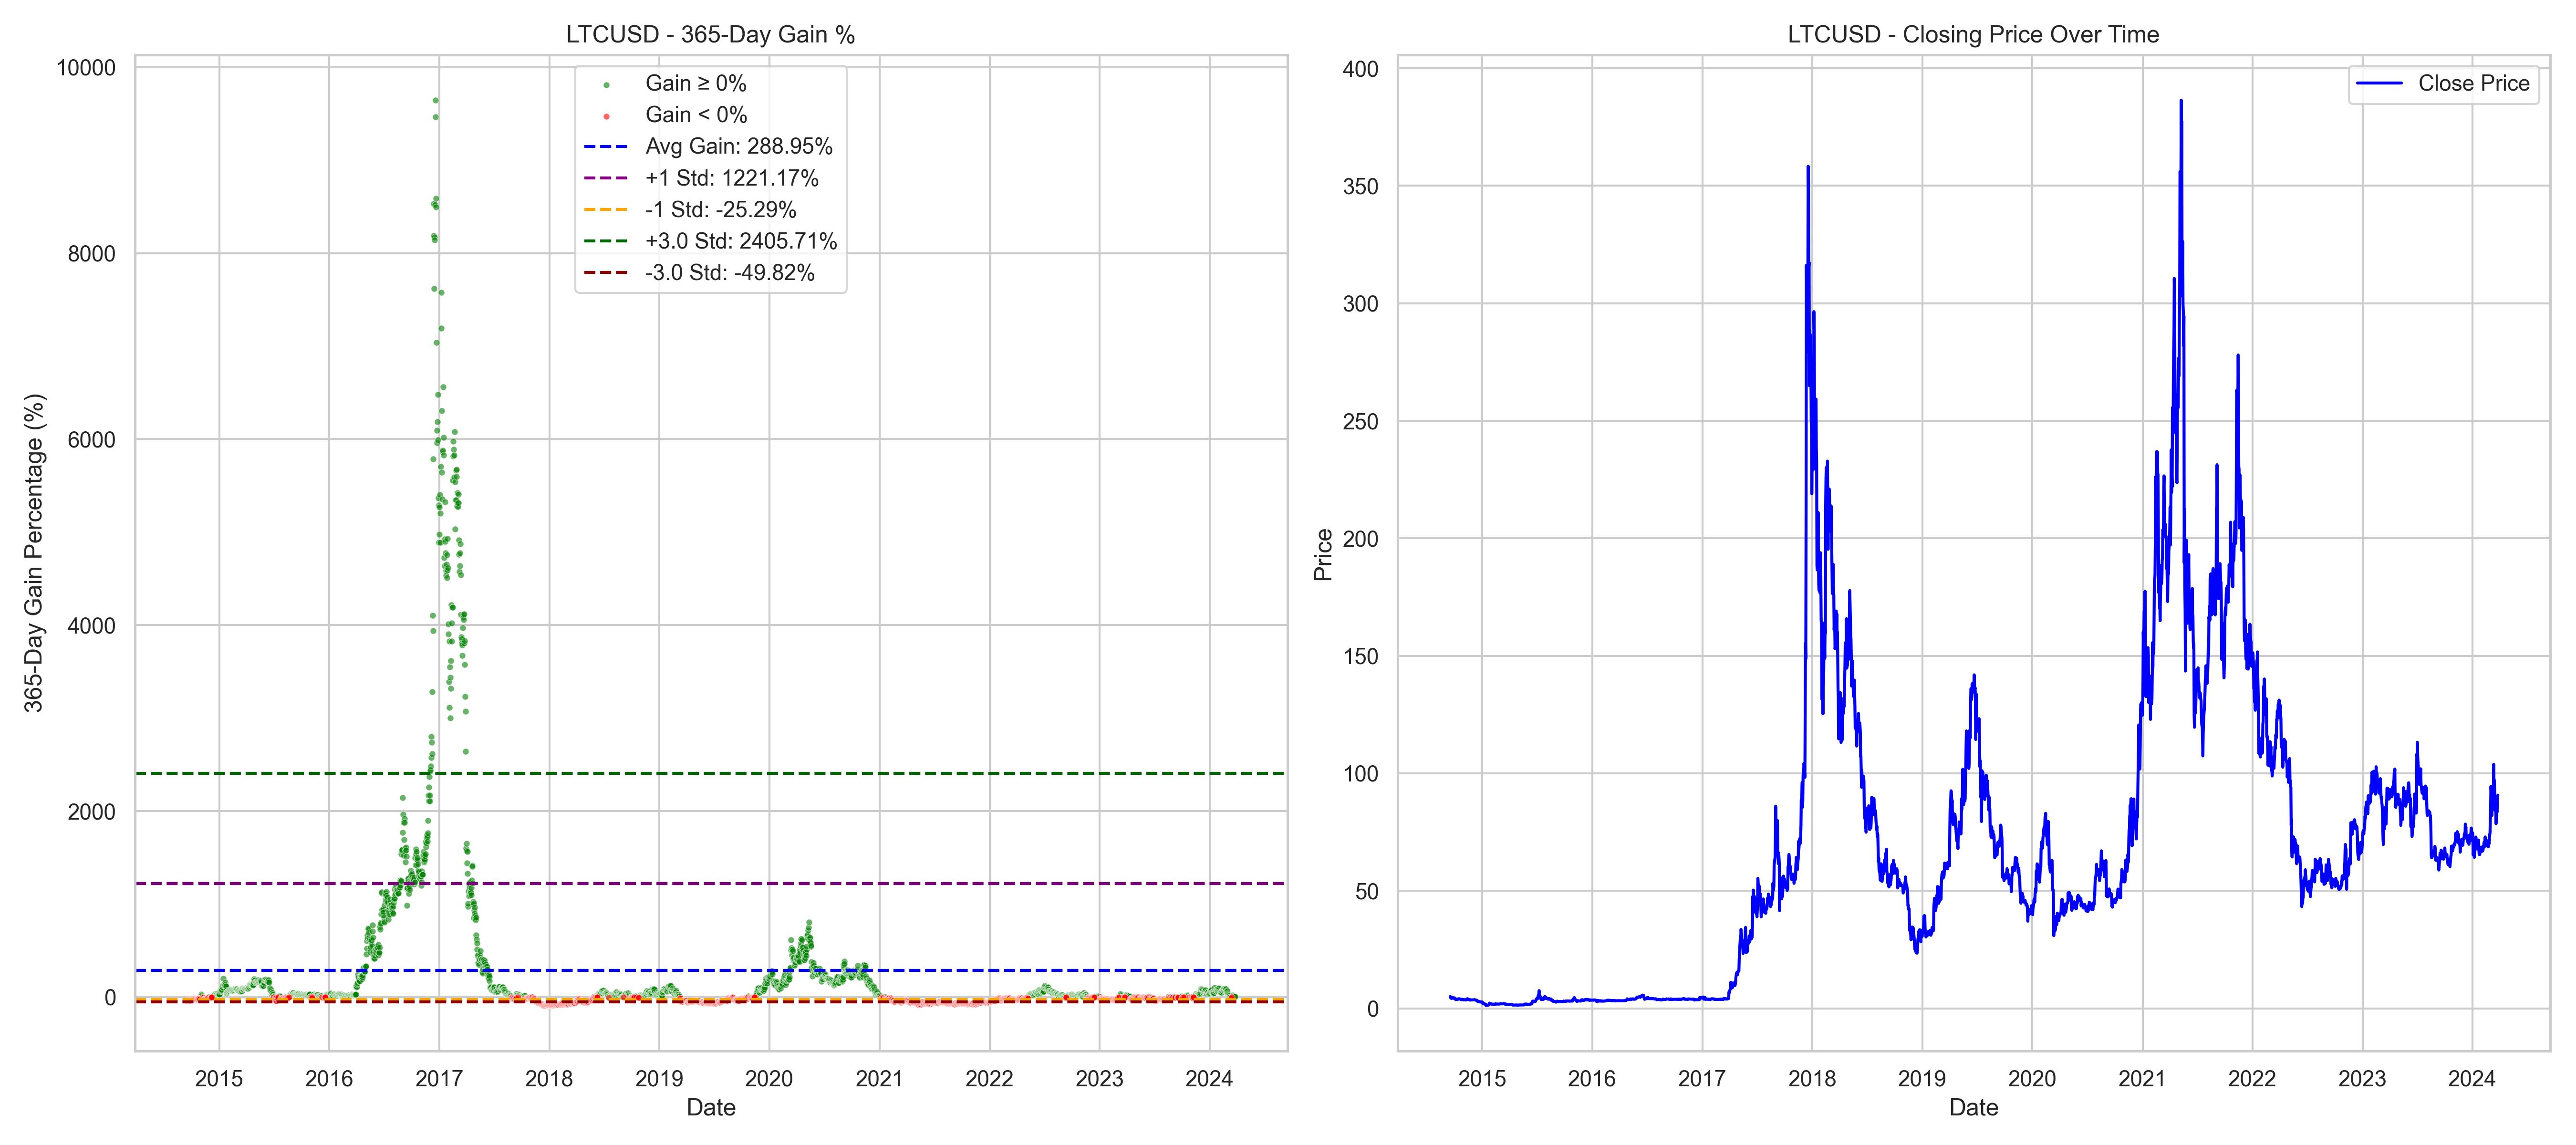 LTCUSD - 365-Day Gain %
10000
8000
6000
4000
2000
0
365-Day Gain Percentage (%)
Gain ≥ 0%
Gain < 0%
Avg Gain: 288.95%
+1 Std: 1221.17%
-1 Std: -25.29%
+3.0 Std: 2405.71%
-3.0 Std: -49.82%
2015 2016 2017 2018 2019 2020 2021 2022 2023 2024
Date
LTCUSD - Closing Price Over Time
400
350
300
250
200
150
100
50
0
Price
Close Price
2015 2016 2017 2018 2019 2020 2021 2022 2023 2024
Date